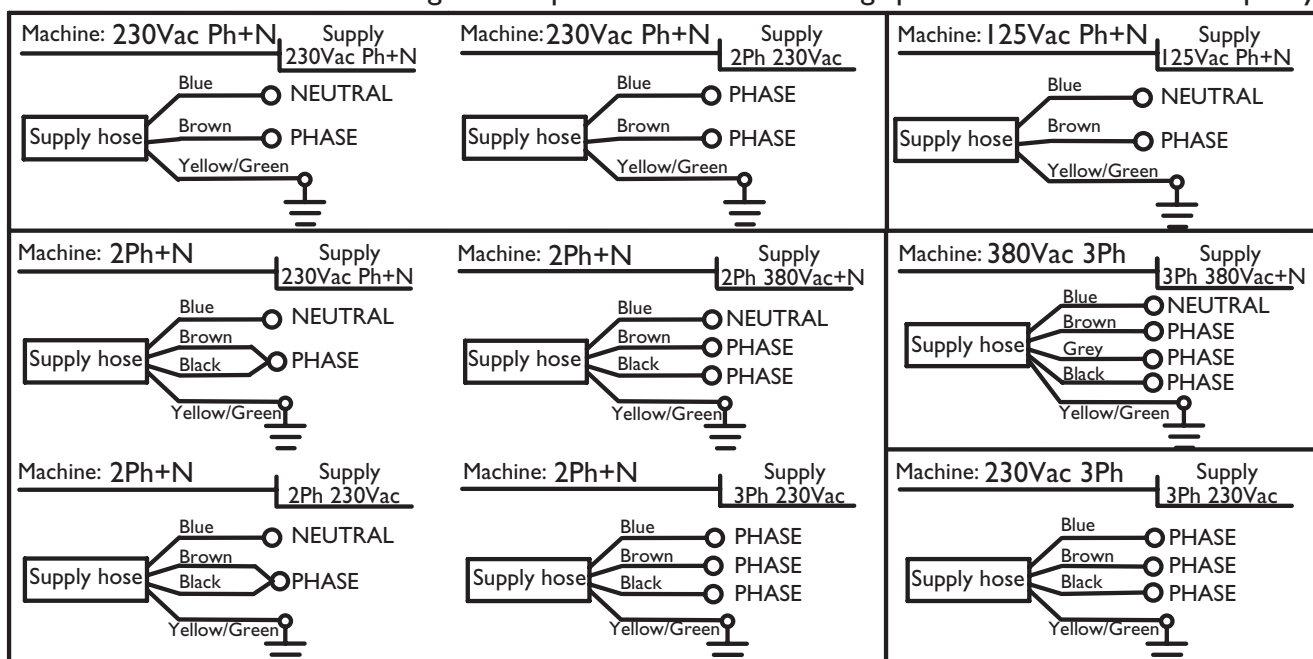 Machine: 230Vac Ph+N Supply
230Vac Ph+N
Blue
NEUTRAL
Brown
Supply hose PHASE
Yellow/Green
Machine: 230Vac Ph+N Supply
2Ph 230Vac
Blue
PHASE
Brown
Supply hose PHASE
Yellow/Green
Machine: 125Vac Ph+N Supply
125Vac Ph+N
Blue
NEUTRAL
Brown
Supply hose PHASE
Yellow/Green
Machine: 2Ph+N Supply
230Vac Ph+N
Blue
NEUTRAL
Brown
Supply hose PHASE
Black
Yellow/Green
Machine: 2Ph+N Supply
2Ph 380Vac+N
Blue
NEUTRAL
Brown
PHASE
Supply hose
Black
PHASE
Yellow/Green
Machine: 380Vac 3Ph Supply
3Ph 380Vac+N
Blue
NEUTRAL
Brown
PHASE
Supply hose
Grey
PHASE
Black
PHASE
Yellow/Green
Machine: 2Ph+N Supply
2Ph 230Vac
Blue
NEUTRAL
Brown
Supply hose PHASE
Black
Yellow/Green
Machine: 2Ph+N Supply
3Ph 230Vac
Blue
PHASE
Brown
PHASE
Supply hose
Black
PHASE
Yellow/Green
Machine: 230Vac 3Ph Supply
3Ph 230Vac
Blue
PHASE
Brown
PHASE
Supply hose
Black
PHASE
Yellow/Green